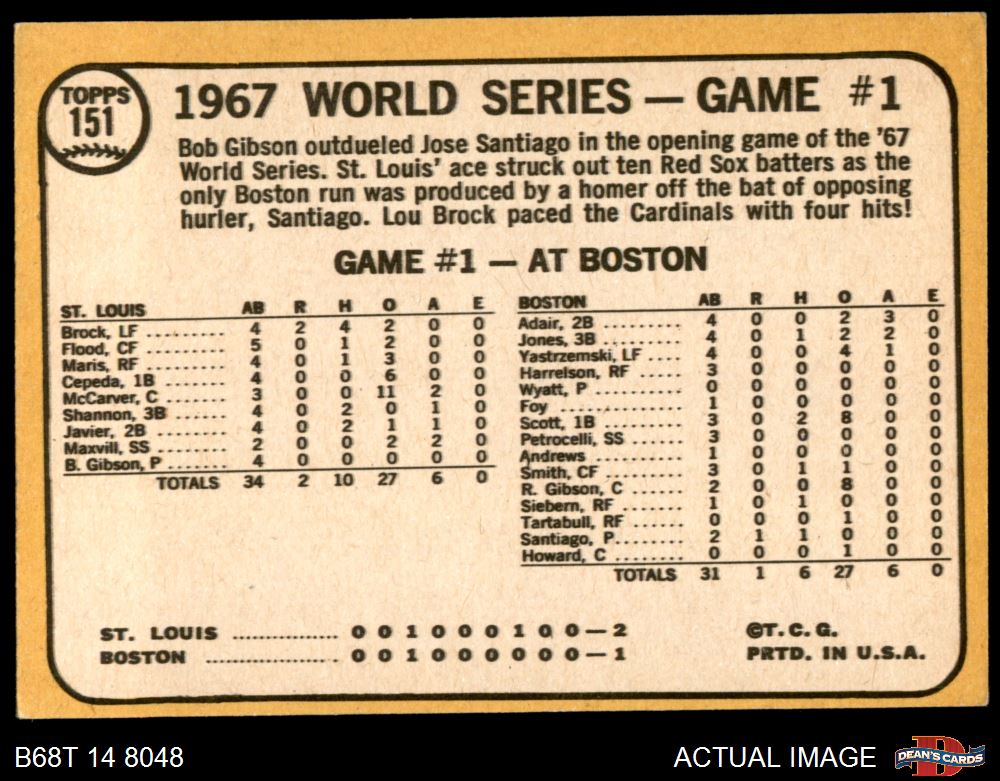 TOPPS
151
1967 WORLD SERIES — GAME #1
Bob Gibson outdueled Jose Santiago in the opening game of the '67
World Series. St. Louis' ace struck out ten Red Sox batters as the
only Boston run was produced by a homer off the bat of opposing
hurler, Santiago. Lou Brock paced the Cardinals with four hits!
GAME #1 — AT BOSTON
ST. LOUIS AB R H O A E
Brock, LF .......... 4 2 4 2 0 0
Flood, CF .......... 5 0 1 2 0 0
Maris, RF .......... 4 0 1 3 0 0
Cepeda, 1B ........ 4 0 0 6 0 0
McCarver, C ....... 3 0 0 11 2 0
Shannon, 3B ....... 4 0 2 0 1 0
Javier, 2B ......... 4 0 2 1 1 0
Maxvill, SS ........ 2 0 0 2 2 0
B. Gibson, P ....... 4 0 0 0 0 0
TOTALS 34 2 10 27 6 0
BOSTON AB R H O A E
Adair, 2B .......... 4 0 0 2 3 0
Jones, 3B .......... 4 0 1 2 2 0
Yastrzemski, LF .... 4 0 0 4 1 0
Harrelson, RF ..... 3 0 0 0 0 0
Wyatt, P .......... 0 0 0 0 0 0
Foy ............... 1 0 0 0 0 0
Scott, 1B .......... 3 0 2 8 0 0
Petrocelli, SS ...... 3 0 0 0 0 0
Andrews .......... 1 0 0 0 0 0
Smith, CF ......... 3 0 1 1 0 0
R. Gibson, C ...... 2 0 0 8 0 0
Siebern, RF ....... 1 0 1 0 0 0
Tartabull, RF ...... 0 0 0 1 0 0
Santiago, P........ 2 1 1 0 0 0
Howard, C ........ 0 0 0 1 0 0
TOTALS 31 1 6 27 6 0
ST. LOUIS ............... 0 0 1 0 0 0 1 0 0 — 2
BOSTON ................... 0 0 1 0 0 0 0 0 0 — 1
©T. C. G.
PRTD. IN U.S.A.
B68T 14 8048
ACTUAL IMAGE
D
DEAN'S CARDS